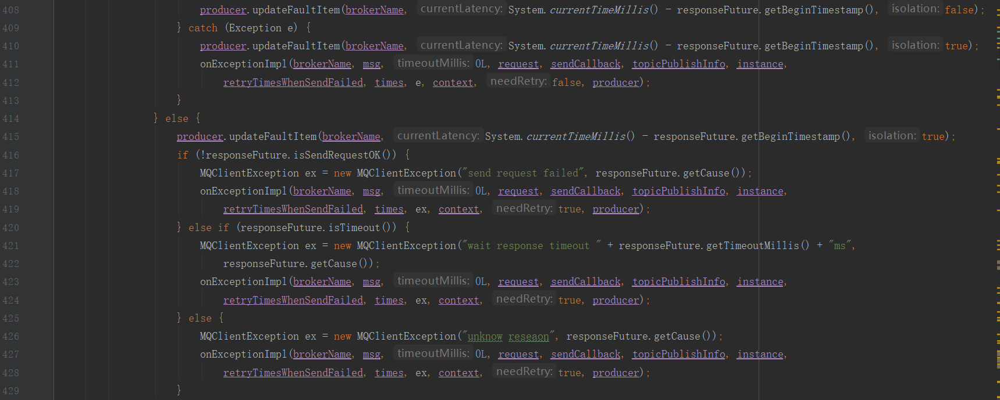 408 producer.updateFaultItem(brokerName, currentLatency: System.currentTimeMillis() - responseFuture.getBeginTimestamp(), isolation: false);
409 } catch (Exception e) {
410 producer.updateFaultItem(brokerName, currentLatency: System.currentTimeMillis() - responseFuture.getBeginTimestamp(), isolation: true);
411 onExceptionImpl(brokerName, msg, timeoutMillis: 0L, request, sendCallback, topicPublishInfo, instance,
412 retryTimesWhenSendFailed, times, e, context, needRetry: false, producer);
413 }
414 } else {
415 producer.updateFaultItem(brokerName, currentLatency: System.currentTimeMillis() - responseFuture.getBeginTimestamp(), isolation: true);
416 if (!responseFuture.isSendRequestOK()) {
417 MQClientException ex = new MQClientException("send request failed", responseFuture.getCause());
418 onExceptionImpl(brokerName, msg, timeoutMillis: 0L, request, sendCallback, topicPublishInfo, instance,
419 retryTimesWhenSendFailed, times, ex, context, needRetry: true, producer);
420 } else if (responseFuture.isTimeout()) {
421 MQClientException ex = new MQClientException("wait response timeout " + responseFuture.getTimeoutMillis() + "ms",
422 responseFuture.getCause());
423 onExceptionImpl(brokerName, msg, timeoutMillis: 0L, request, sendCallback, topicPublishInfo, instance,
424 retryTimesWhenSendFailed, times, ex, context, needRetry: true, producer);
425 } else {
426 MQClientException ex = new MQClientException("unknow reseaon", responseFuture.getCause());
427 onExceptionImpl(brokerName, msg, timeoutMillis: 0L, request, sendCallback, topicPublishInfo, instance,
428 retryTimesWhenSendFailed, times, ex, context, needRetry: true, producer);
429 }